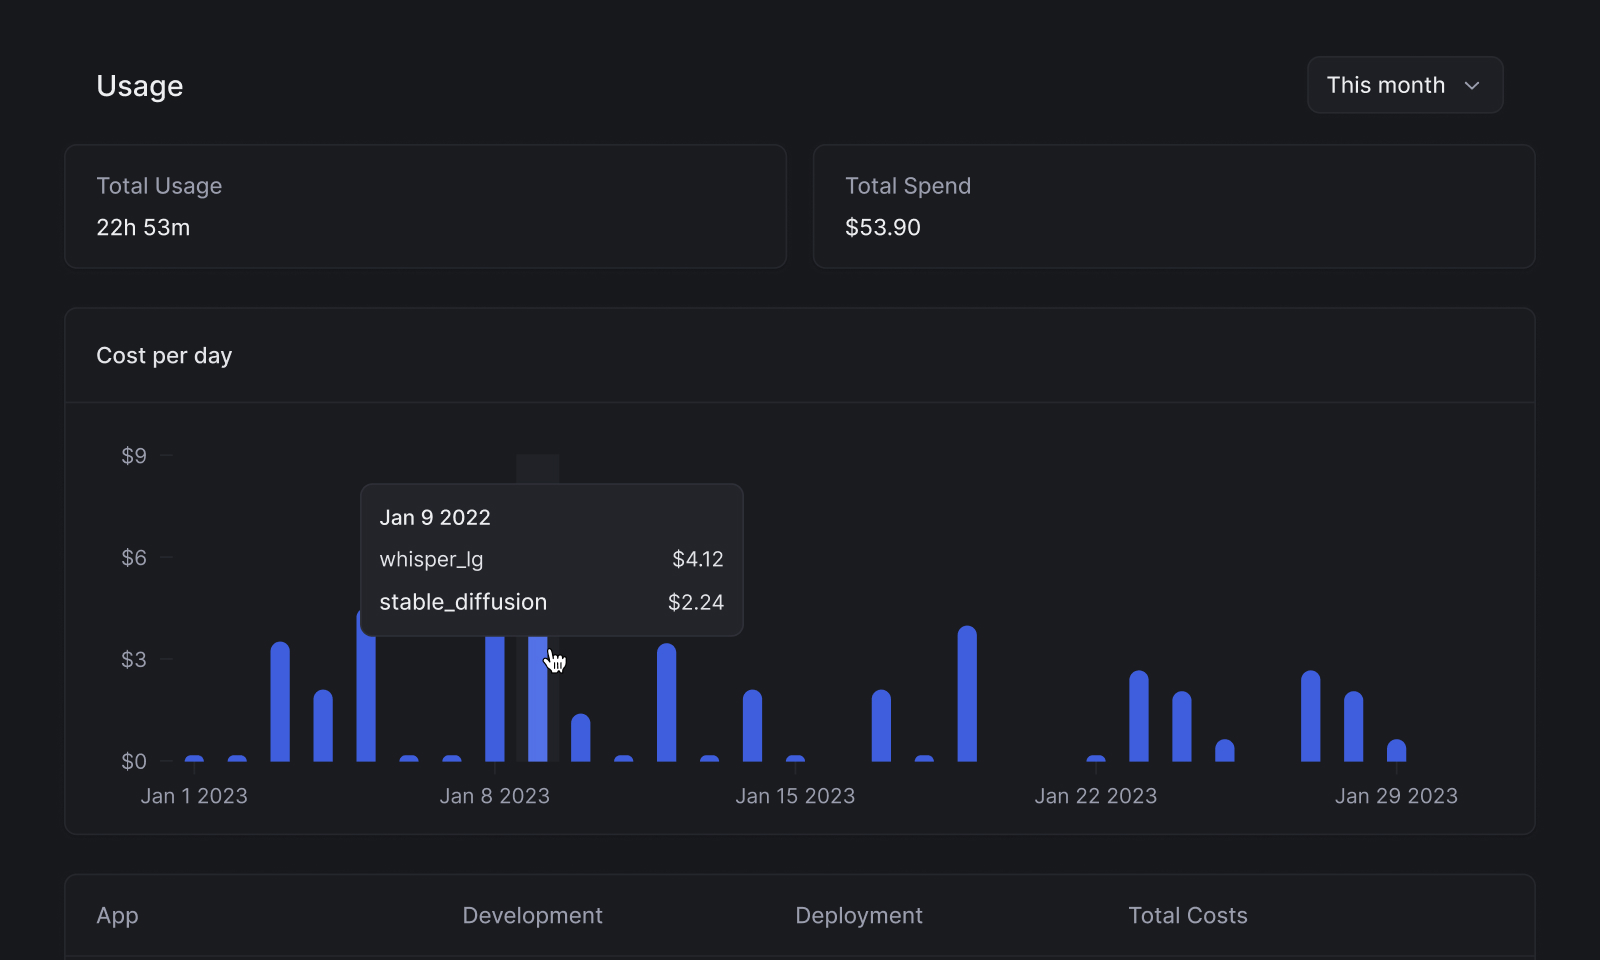 Usage
This month
Total Usage
22h 53m
Total Spend
$53.90
Cost per day
$9
$6
$3
$0
Jan 9 2022
whisper_lg $4.12
stable_diffusion $2.24
Jan 1 2023 Jan 8 2023 Jan 15 2023 Jan 22 2023 Jan 29 2023
App Development Deployment Total Costs